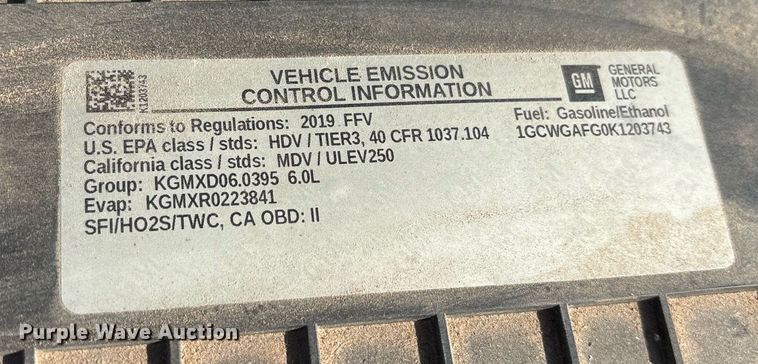 VEHICLE EMISSION
CONTROL INFORMATION
GM
GENERAL
MOTORS
LLC
K1203743
Conforms to Regulations: 2019 FFV
Fuel: Gasoline/Ethanol
U.S. EPA class / stds: HDV / TIER3, 40 CFR 1037.104
1GCWGAFG0K1203743
California class / stds: MDV / ULEV250
Group: KGMXD06.0395 6.0L
Evap: KGMXR0223841
SFI/HO2S/TWC, CA OBD: II
Purple Wave Auction